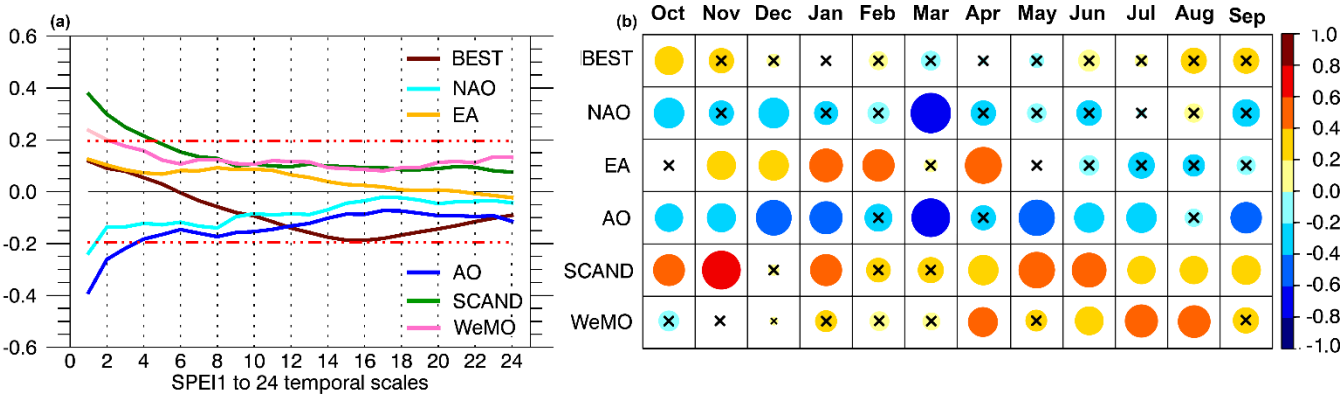 (a)
0.6
0.4
0.2
0.0
-0.2
-0.4
-0.6
BEST
NAO
EA
AO
SCAND
WeMO
0 2 4 6 8 10 12 14 16 18 20 22 24
SPEI1 to 24 temporal scales
(b) Oct Nov Dec Jan Feb Mar Apr May Jun Jul Aug Sep
BEST
NAO
EA
AO
SCAND
WeMO
1.0
0.8
0.6
0.4
0.2
0.0
-0.2
-0.4
-0.6
-0.8
-1.0